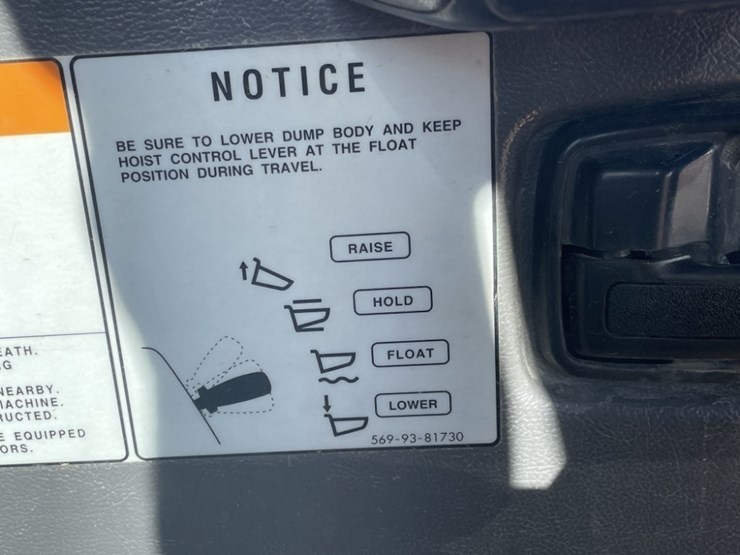 NOTICE
BE SURE TO LOWER DUMP BODY AND KEEP
HOIST CONTROL LEVER AT THE FLOAT
POSITION DURING TRAVEL.
RAISE
HOLD
FLOAT
LOWER
569-93-81730
EATH.
G
NEARBY.
MACHINE.
RUCTED.
E EQUIPPED
ORS.